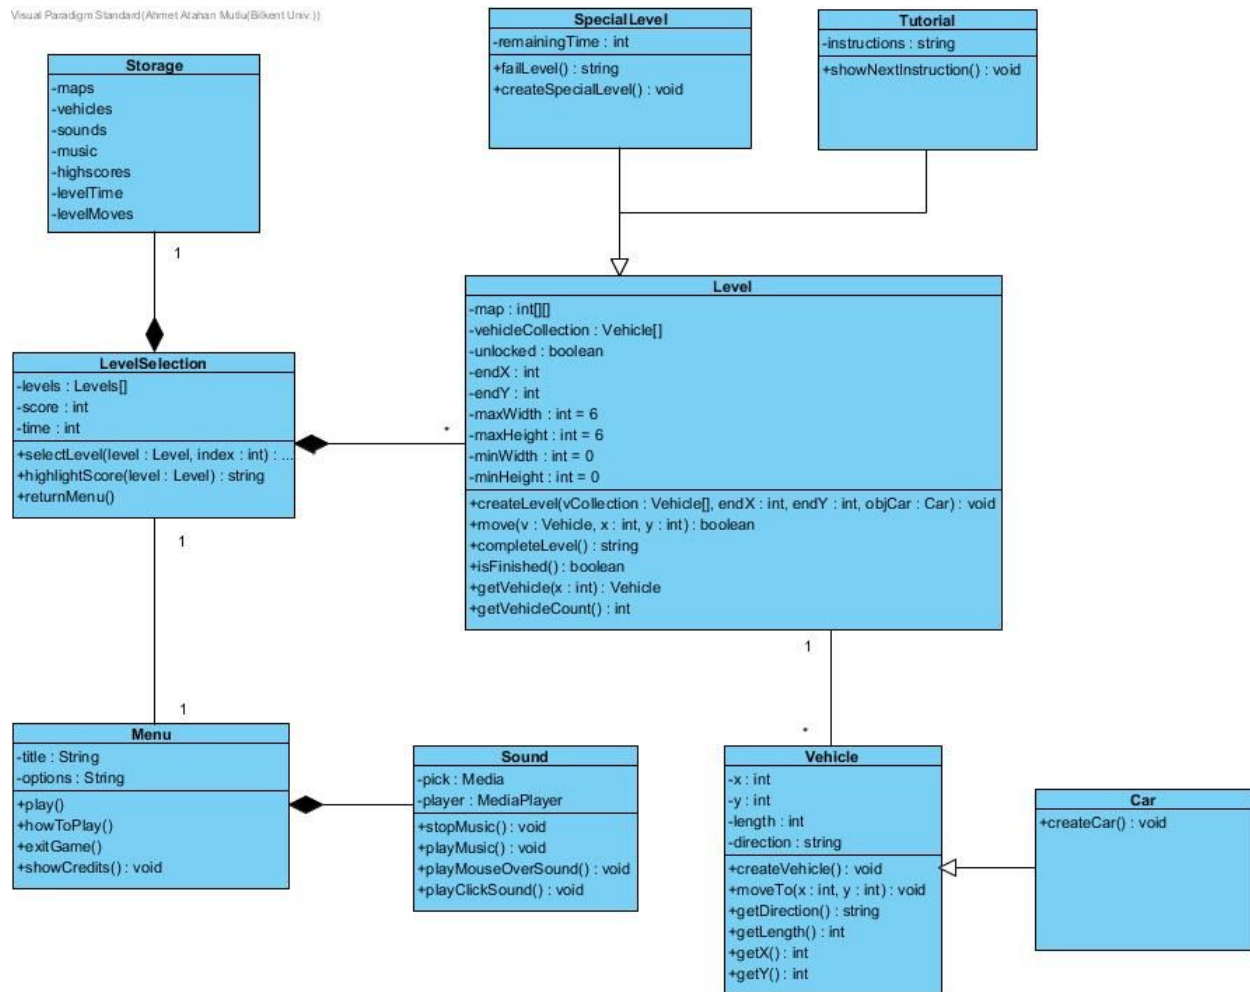 Visual Paradigm Standard(Ahmet Atahan Mutlu(Bilkent Univ.))
SpecialLevel
-remainingTime : int
+failLevel() : string
+createSpecialLevel() : void
Tutorial
-instructions : string
+showNextInstruction() : void
Storage
-maps
-vehicles
-sounds
-music
-highscores
-levelTime
-levelMoves
1
LevelSelection
-levels : Levels[]
-score : int
-time : int
+selectLevel(level : Level, index : int) : ...
+highlightScore(level : Level) : string
+returnMenu()
*
1
Level
-map : int[][]
-vehicleCollection : Vehicle[]
-unlocked : boolean
-endX : int
-endY : int
-maxWidth : int = 6
-maxHeight : int = 6
-minWidth : int = 0
-minHeight : int = 0
+createLevel(vCollection : Vehicle[], endX : int, endY : int, objCar : Car) : void
+move(v : Vehicle, x : int, y : int) : boolean
+completeLevel() : string
+isFinished() : boolean
+getVehicle(x : int) : Vehicle
+getVehicleCount() : int
1
*
1
Menu
-title : String
-options : String
+play()
+howToPlay()
+exitGame()
+showCredits() : void
Sound
-pick : Media
-player : MediaPlayer
+stopMusic() : void
+playMusic() : void
+playMouseOverSound() : void
+playClickSound() : void
Vehicle
-x : int
-y : int
-length : int
-direction : string
+createVehicle() : void
+moveTo(x : int, y : int) : void
+getDirection() : string
+getLength() : int
+getX() : int
+getY() : int
Car
+createCar() : void